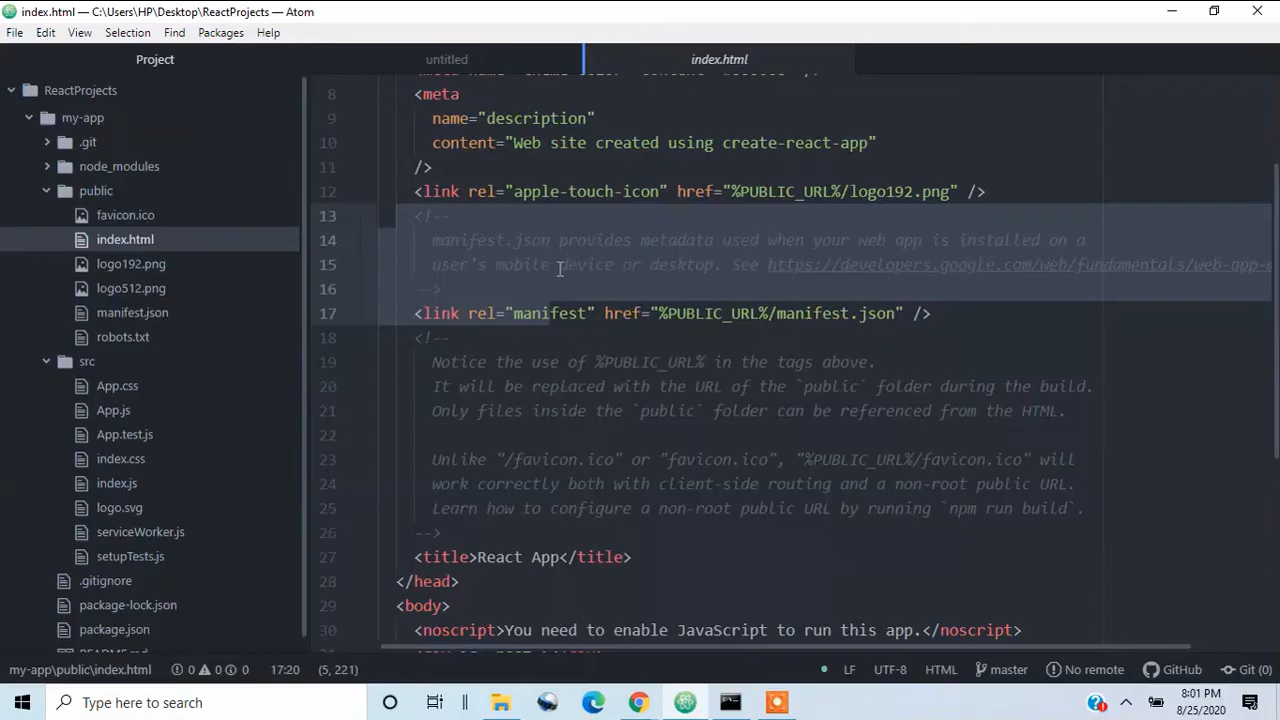 index.html — C:\Users\HP\Desktop\ReactProjects — Atom
File Edit View Selection Find Packages Help
Project
untitled
index.html
ReactProjects
my-app
.git
node_modules
public
favicon.ico
index.html
logo192.png
logo512.png
manifest.json
robots.txt
src
App.css
App.js
App.test.js
index.css
index.js
logo.svg
serviceWorker.js
setupTests.js
.gitignore
package-lock.json
package.json
8 <meta
9 name="description"
10 content="Web site created using create-react-app"
11 />
12 <link rel="apple-touch-icon" href="%PUBLIC_URL%/logo192.png" />
13 <!--
14 manifest.json provides metadata used when your web app is installed on a
15 user's mobile device or desktop. See https://developers.google.com/web/fundamentals/web-app-
16 -->
17 <link rel="manifest" href="%PUBLIC_URL%/manifest.json" />
18 <!--
19 Notice the use of %PUBLIC_URL% in the tags above.
20 It will be replaced with the URL of the `public` folder during the build.
21 Only files inside the `public` folder can be referenced from the HTML.
22
23 Unlike "/favicon.ico" or "favicon.ico", "%PUBLIC_URL%/favicon.ico" will
24 work correctly both with client-side routing and a non-root public URL.
25 Learn how to configure a non-root public URL by running `npm run build`.
26 -->
27 <title>React App</title>
28 </head>
29 <body>
30 <noscript>You need to enable JavaScript to run this app.</noscript>
my-app\public\index.html 0 0 0 17:20 (5, 221) LF UTF-8 HTML master No remote GitHub Git (0)
Type here to search
8:01 PM
8/25/2020